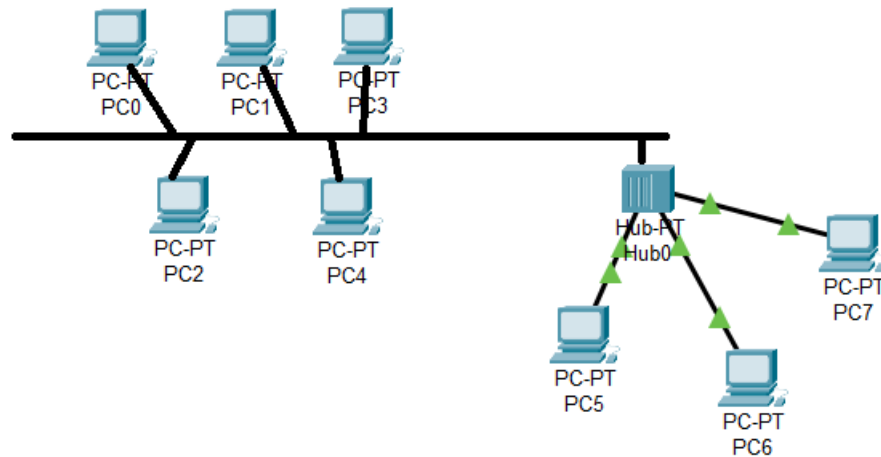 PC-PT
PC0
PC-PT
PC1
PC-PT
PC3
PC-PT
PC2
PC-PT
PC4
Hub-PT
Hub0
PC-PT
PC7
PC-PT
PC5
PC-PT
PC6